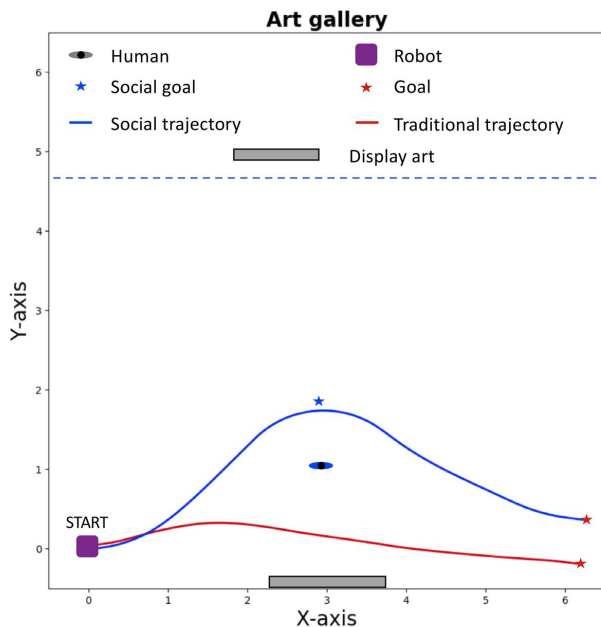 Art gallery
Human
Robot
Social goal
Goal
Social trajectory
Traditional trajectory
Display art
START
Y-axis
6
5
4
3
2
1
0
0 1 2 3 4 5 6
X-axis